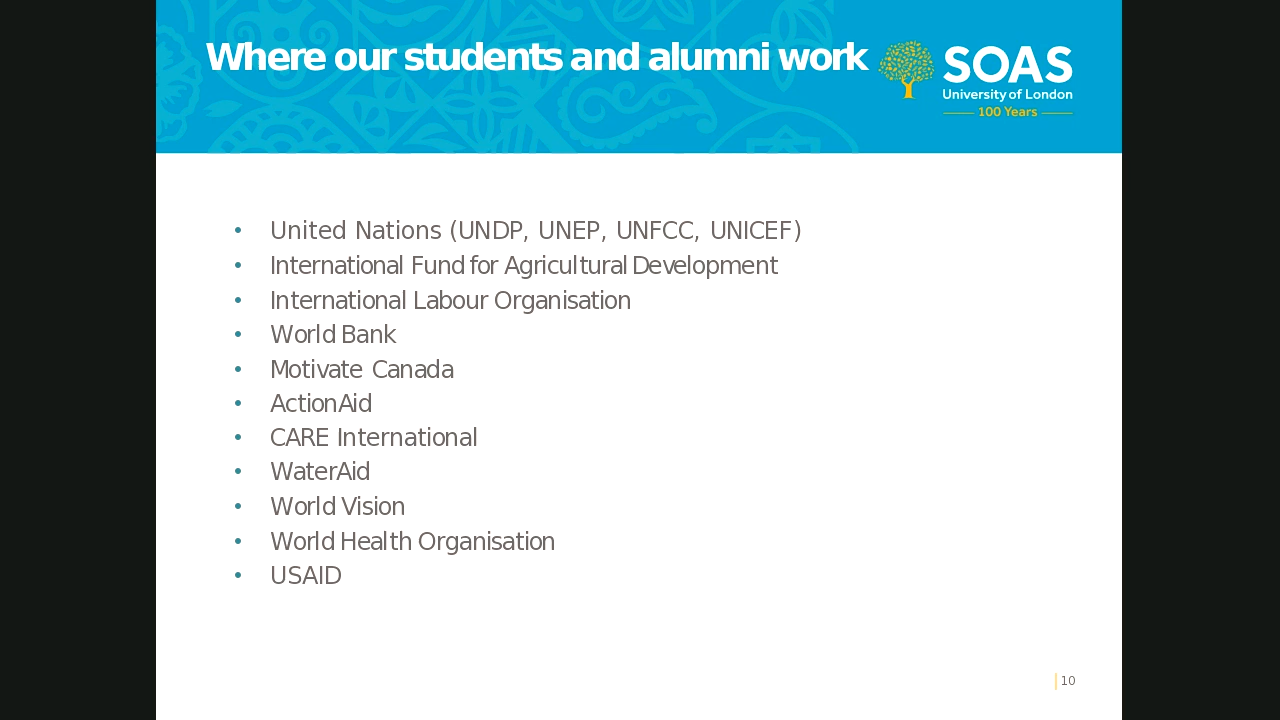 Where our students and alumni work
SOAS
University of London
100 Years
• United Nations (UNDP, UNEP, UNFCC, UNICEF)
• International Fund for Agricultural Development
• International Labour Organisation
• World Bank
• Motivate Canada
• ActionAid
• CARE International
• WaterAid
• World Vision
• World Health Organisation
• USAID
10